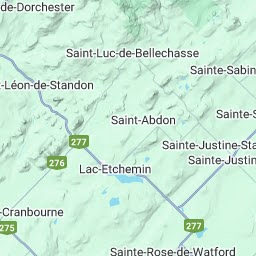 de-Dorchester
Saint-Luc-de-Bellechasse
Sainte-Sabin
t-Léon-de-Standon
Saint-Abdon
Sainte-S
277
Sainte-Justine-Sta
276
Sainte-Justin
Lac-Etchemin
-Cranbourne
275
277
Sainte-Rose-de-Watford